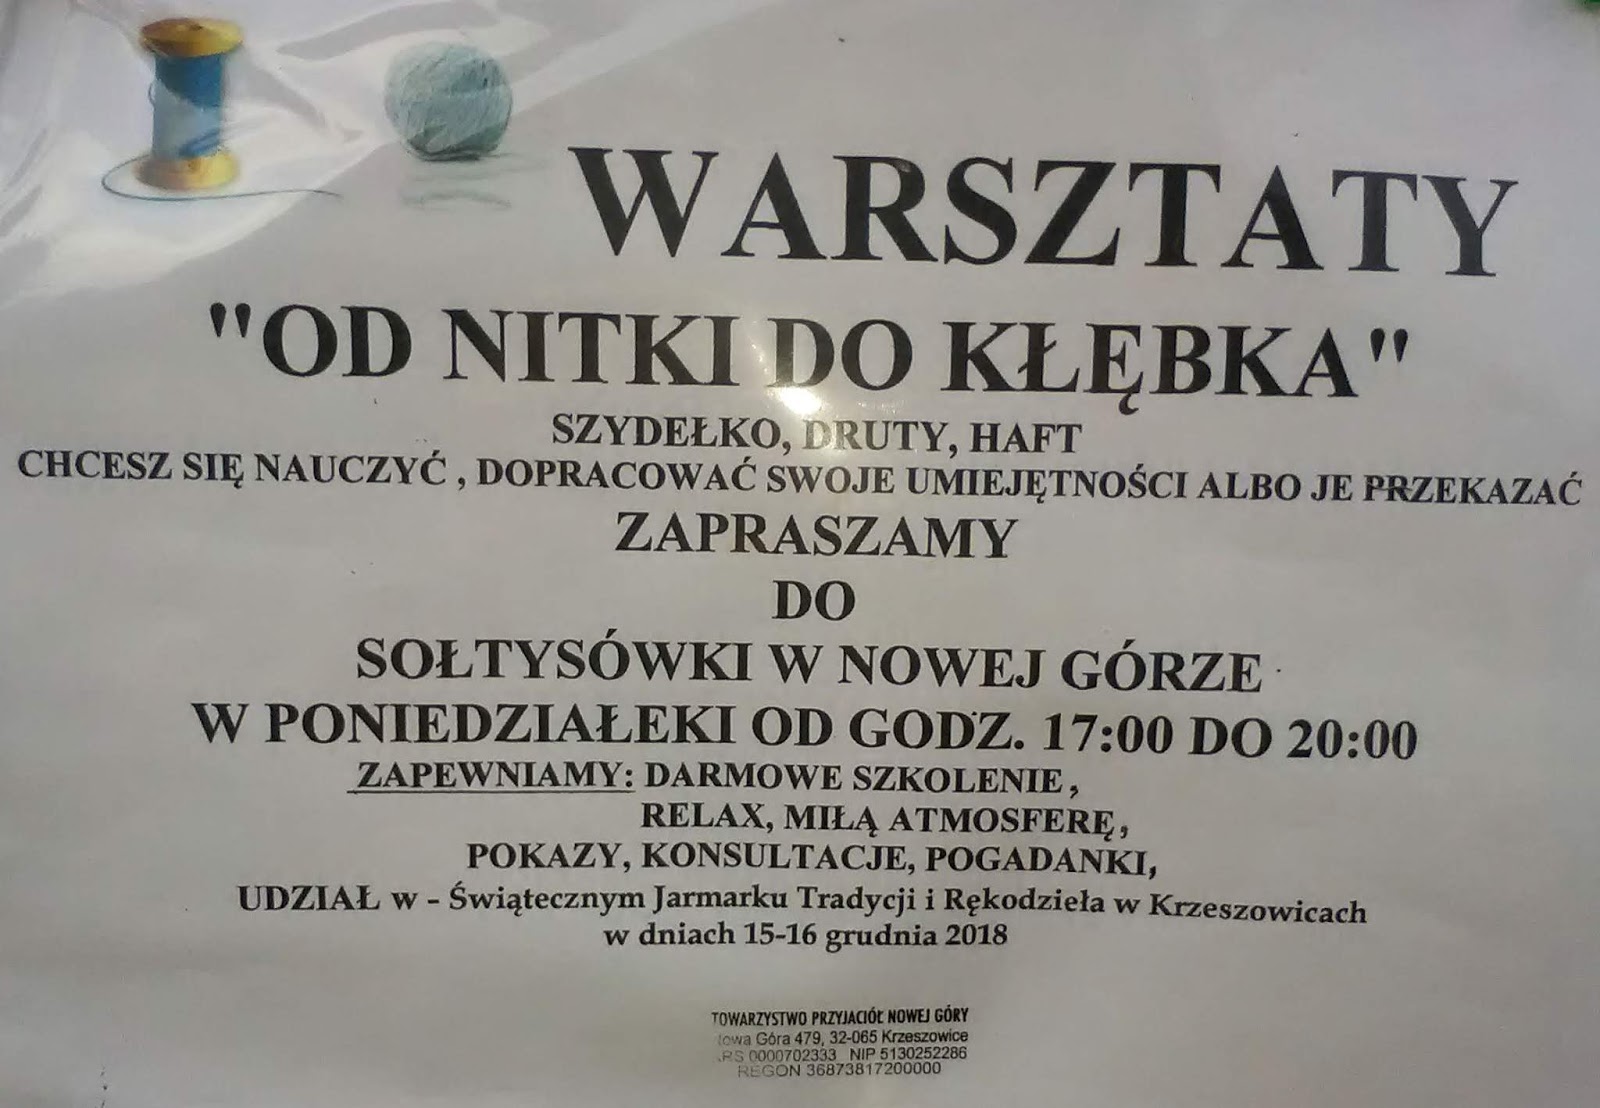 WARSZTATY
"OD NITKI DO KŁĘBKA"
SZYDEŁKO, DRUTY, HAFT
CHCESZ SIĘ NAUCZYĆ , DOPRACOWAĆ SWOJE UMIEJĘTNOŚCI ALBO JE PRZEKAZAĆ
ZAPRASZAMY
DO
SOŁTYSÓWKI W NOWEJ GÓRZE
W PONIEDZIAŁEKI OD GODZ. 17:00 DO 20:00
ZAPEWNIAMY: DARMOWE SZKOLENIE,
RELAX, MIŁĄ ATMOSFERĘ,
POKAZY, KONSULTACJE, POGADANKI,
UDZIAŁ w - Świątecznym Jarmarku Tradycji i Rękodzieła w Krzeszowicach
w dniach 15-16 grudnia 2018
TOWARZYSTWO PRZYJACIÓŁ NOWEJ GÓRY
Góra 479, 32-065 Krzeszowice
0000702333 NIP 5130252286
REGON 36873817200000